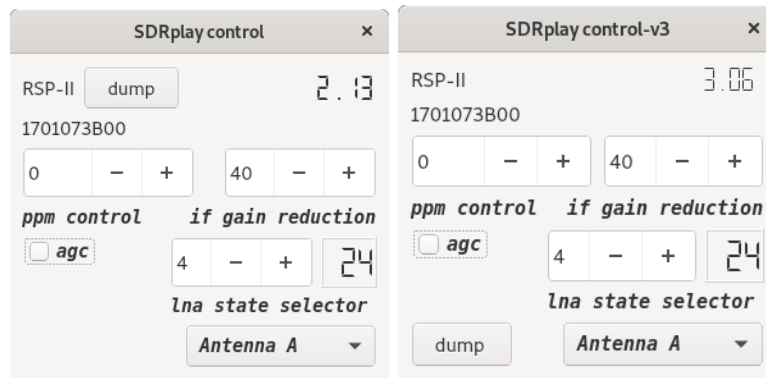 SDRplay control ×
RSP-II dump 2.13
1701073B00
0 − + 40 − +
ppm control if gain reduction
agc
4 − + 24
lna state selector
Antenna A
SDRplay control-v3 ×
RSP-II 3.06
1701073B00
0 − + 40 − +
ppm control if gain reduction
agc
4 − + 24
lna state selector
dump Antenna A